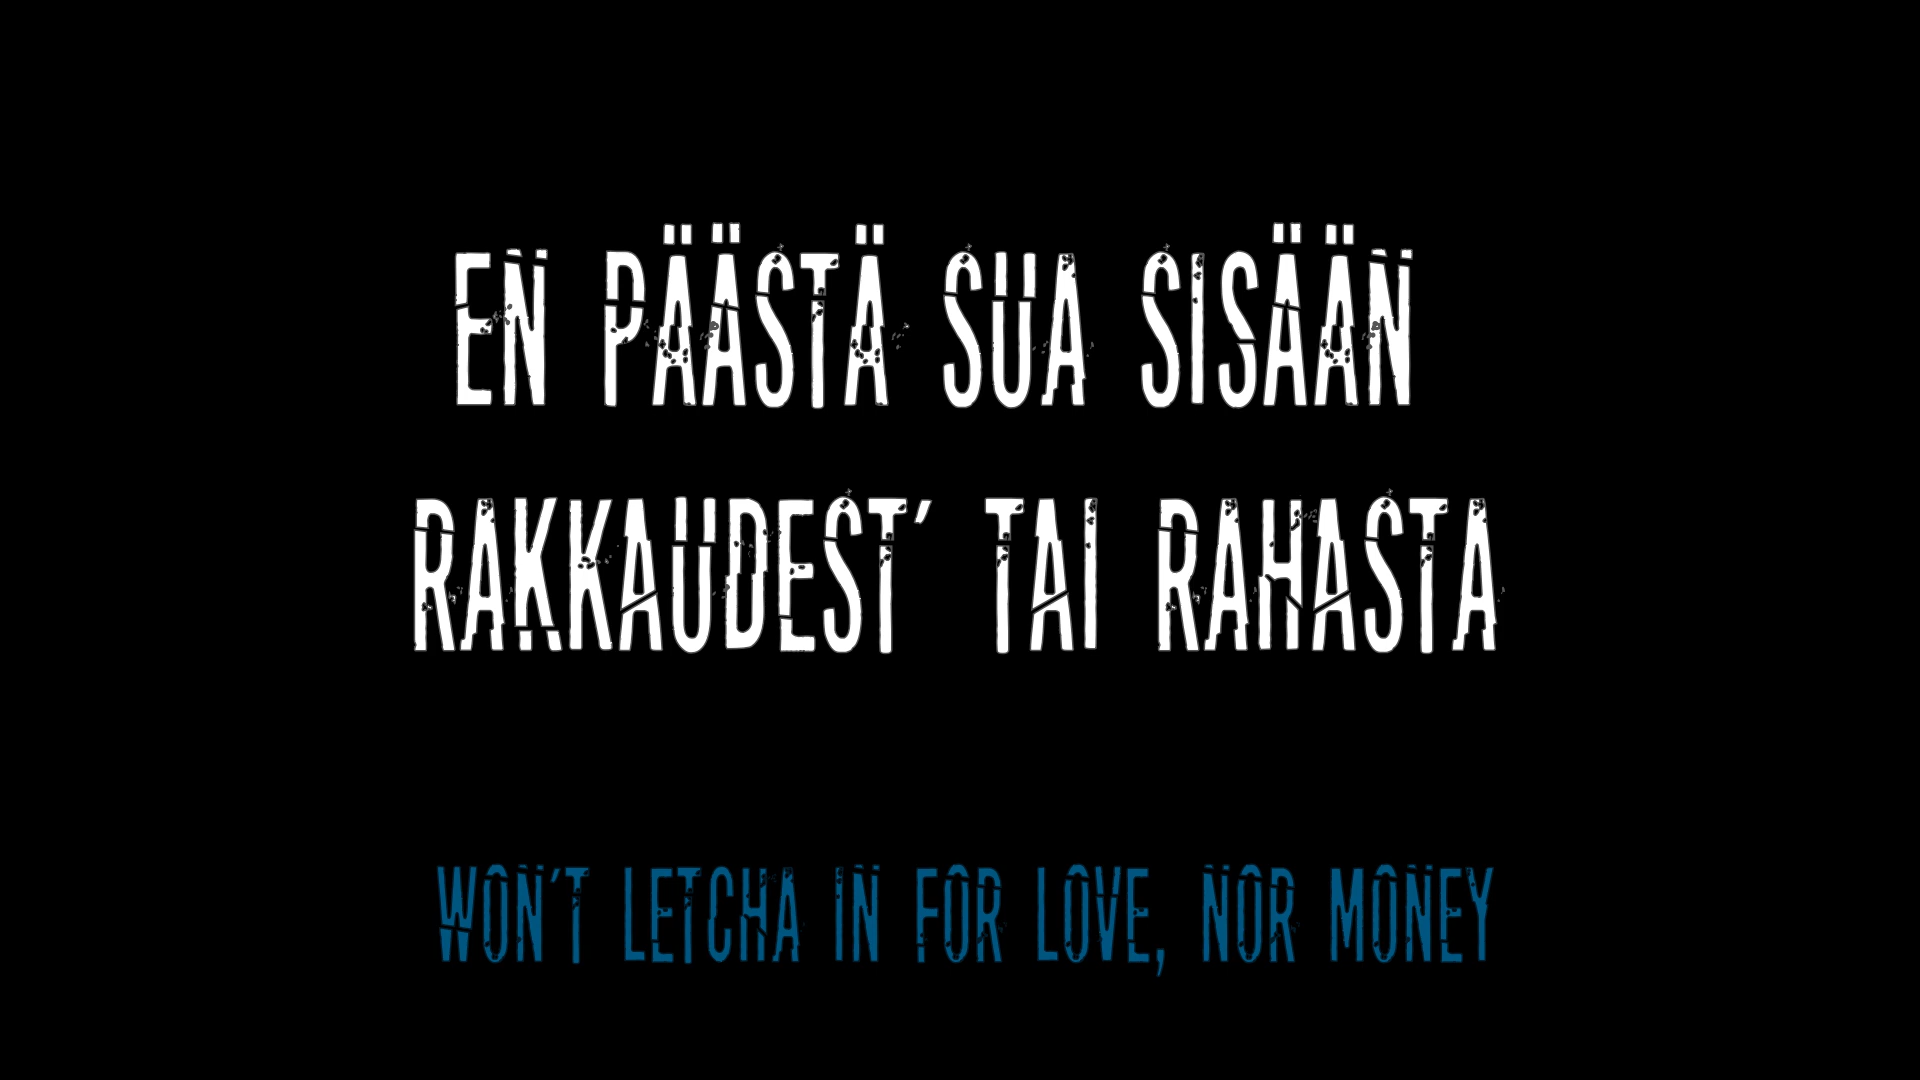 EN PÄÄSTÄ SUA SISÄÄN
RAKKAUDEST' TAI RAHASTA
WON'T LETCHA IN FOR LOVE, NOR MONEY